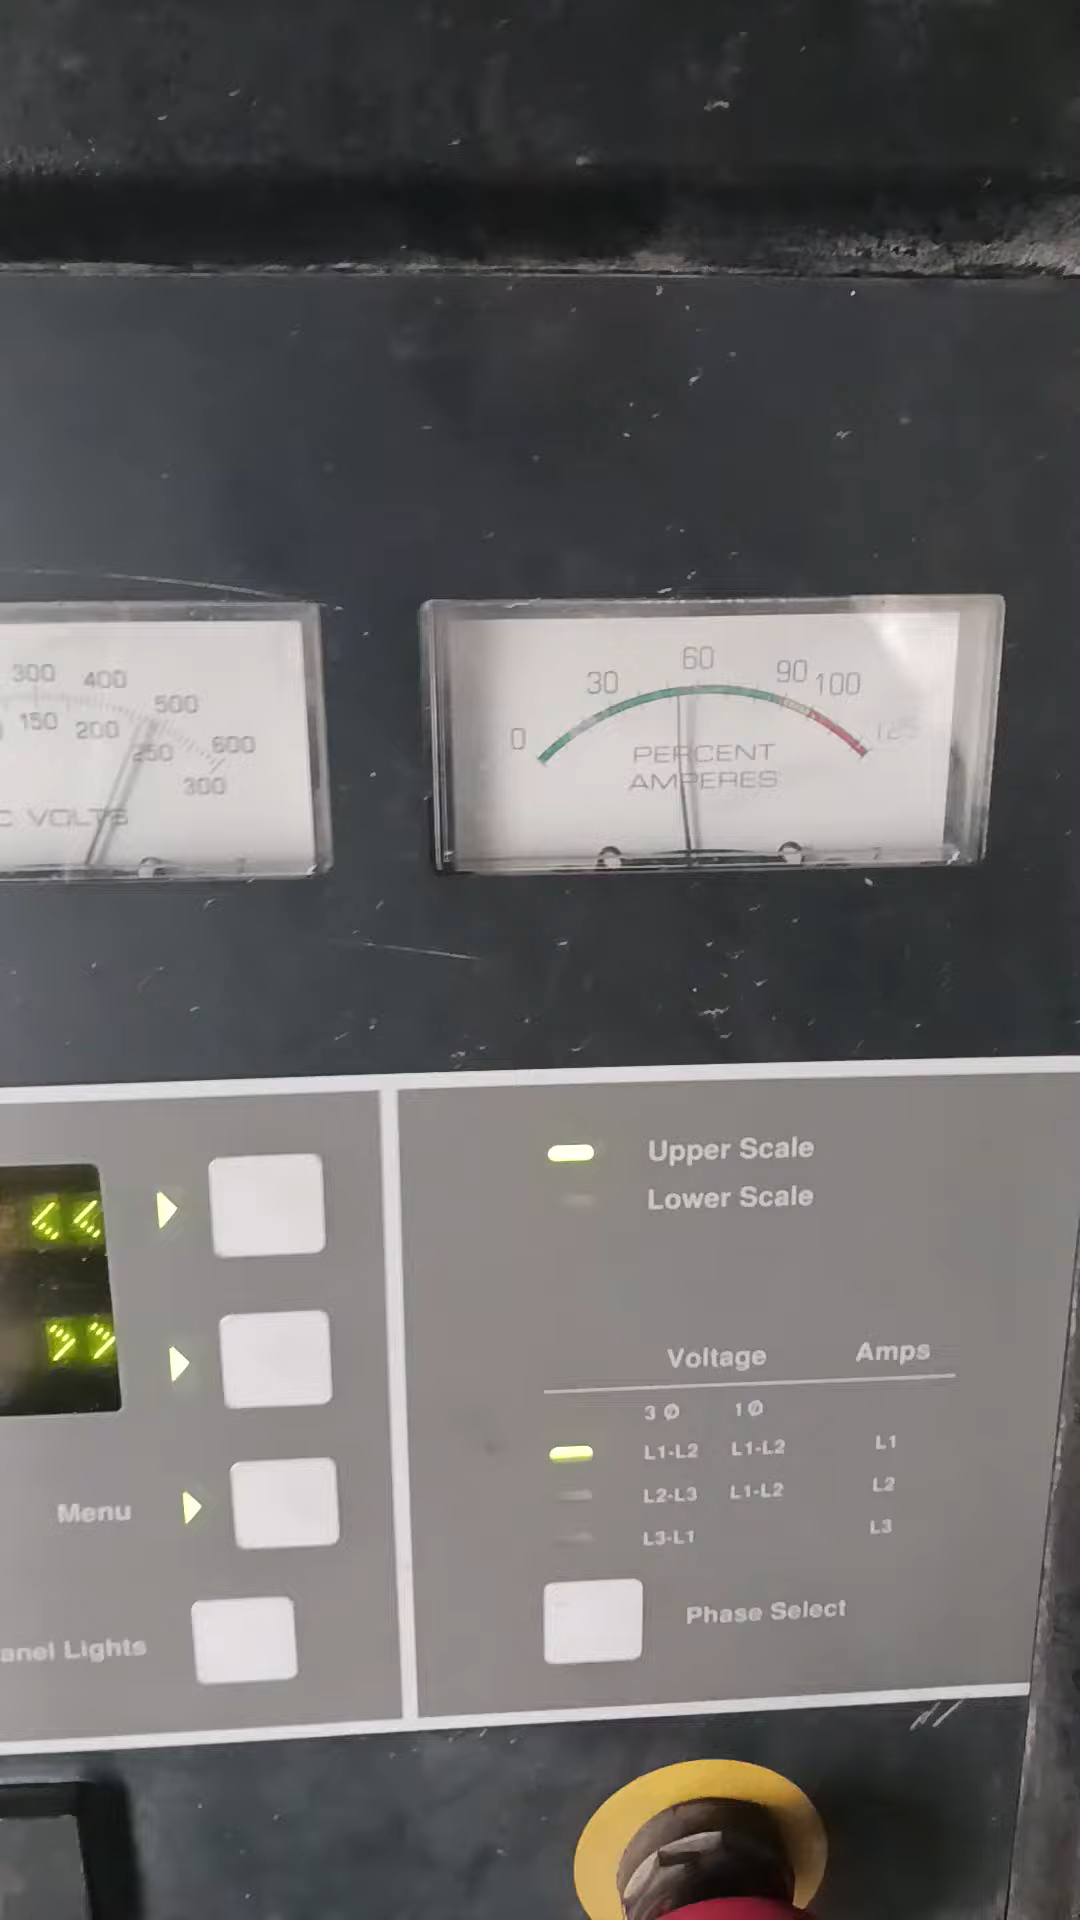 300 400 500 600
150 200 250 300
VOLTS
0 30 60 90 100 125
PERCENT
AMPERES
Upper Scale
Lower Scale
Voltage Amps
3 Ø 1 Ø
L1-L2 L1-L2 L1
L2-L3 L1-L2 L2
L3-L1 L3
Menu
anel Lights
Phase Select